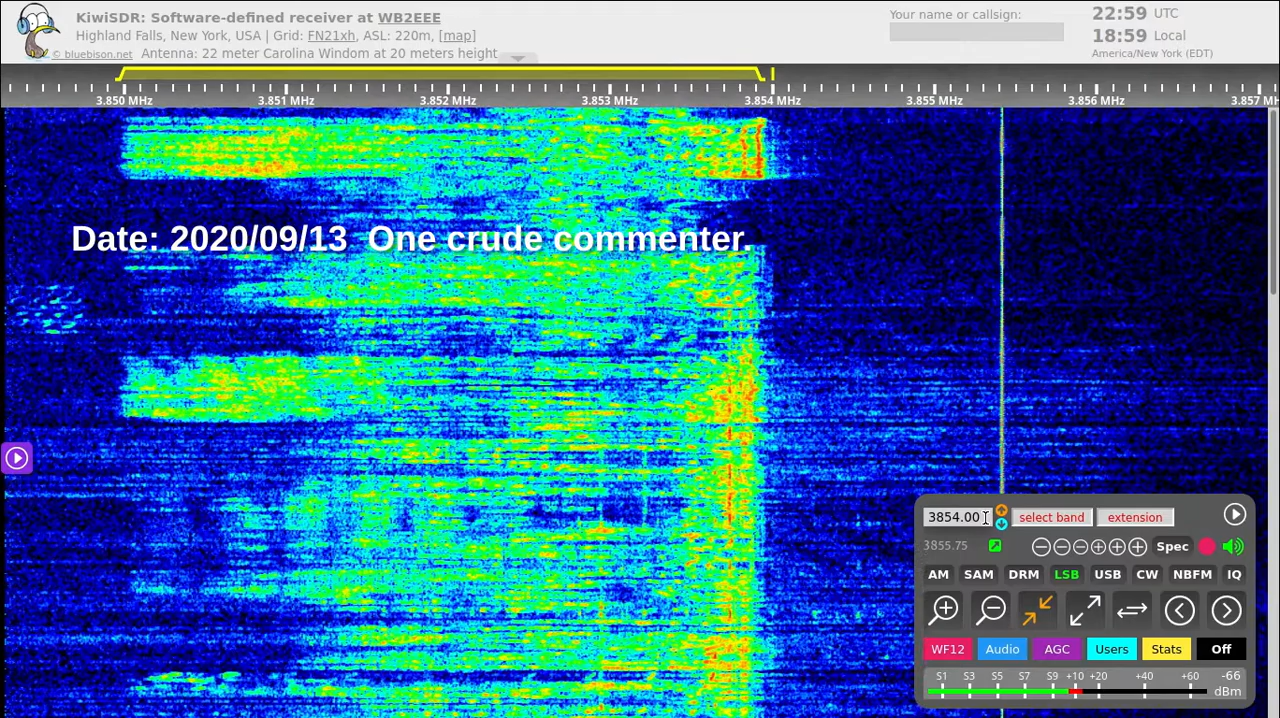 KiwiSDR: Software-defined receiver at WB2EEE
Highland Falls, New York, USA | Grid: FN21xh, ASL: 220m, [map]
© bluebison.net Antenna: 22 meter Carolina Windom at 20 meters height
Your name or callsign:
22:59 UTC
18:59 Local
America/New York (EDT)
3.850 MHz 3.851 MHz 3.852 MHz 3.853 MHz 3.854 MHz 3.855 MHz 3.856 MHz 3.857 MH
Date: 2020/09/13 One crude commenter.
3854.00 select band extension
3855.75 Spec
AM SAM DRM LSB USB CW NBFM IQ
WF12 Audio AGC Users Stats Off
S1 S3 S5 S7 S9 +10 +20 +40 +60 -66
dBm